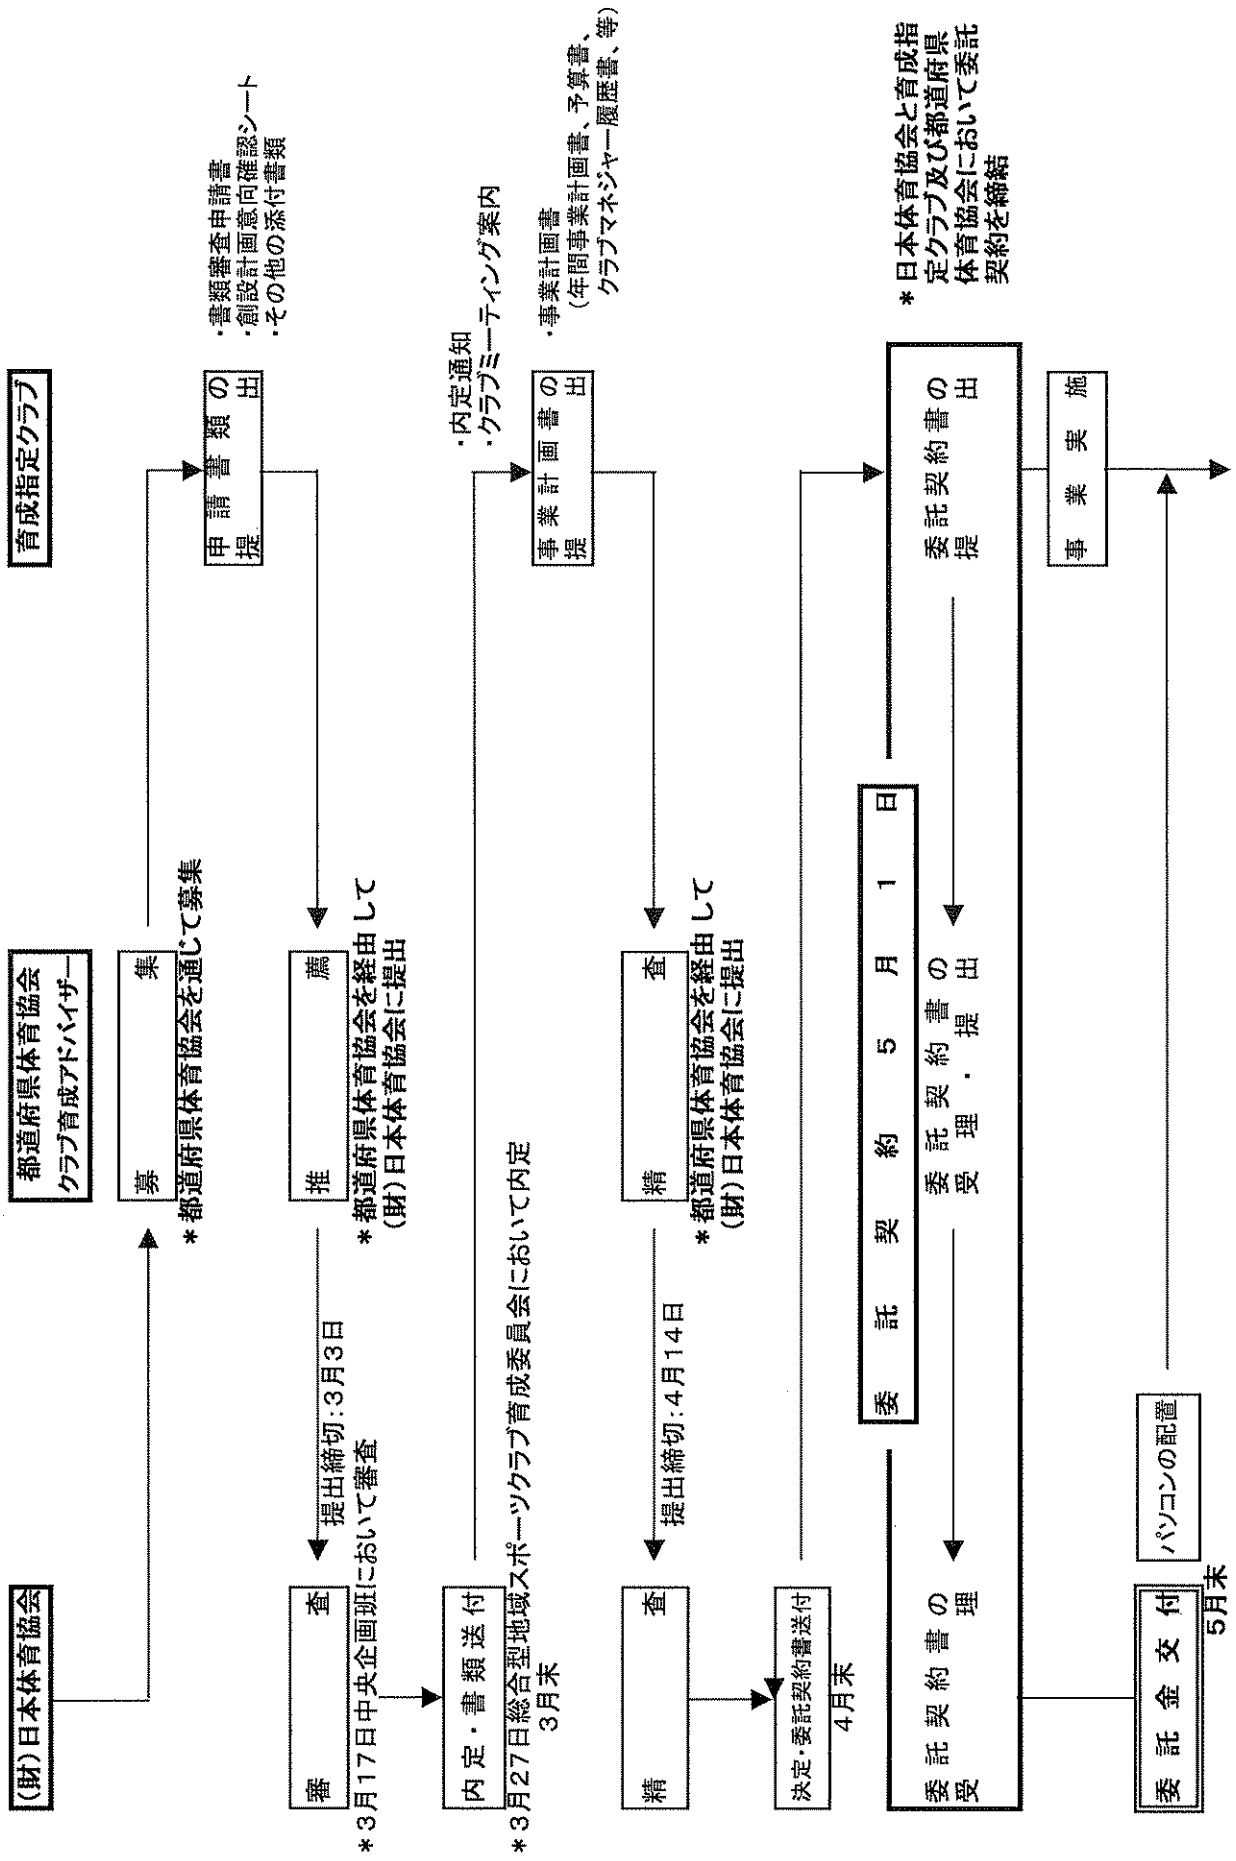 (財)日本体育協会
都道府県体育協会
クラブ育成アドバイザー
育成指定クラブ
募集
*都道府県体育協会を通じて募集
申請書類の
提出
・書類審査申請書
・創設計画意向確認シート
・その他の添付書類
推薦
*都道府県体育協会を経由して
(財)日本体育協会に提出
提出締切:3月3日
審査
*3月17日中央企画班において審査
内定・書類送付
*3月27日総合型地域スポーツクラブ育成委員会において内定
3月末
・内定通知
・クラブミーティング案内
事業計画書の
提出
・事業計画書
(年間事業計画書、予算書、
クラブマネジャー履歴書、等)
精査
*都道府県体育協会を経由して
(財)日本体育協会に提出
提出締切:4月14日
精査
決定・委託契約書送付
4月末
委託契約5月1日
委託契約書の
提出
委託契約書の
受理・提出
委託契約書の
受理
*日本体育協会と育成指
定クラブ及び都道府県
体育協会において委託
契約を締結
事業実施
委託金交付
5月末
パソコンの配置